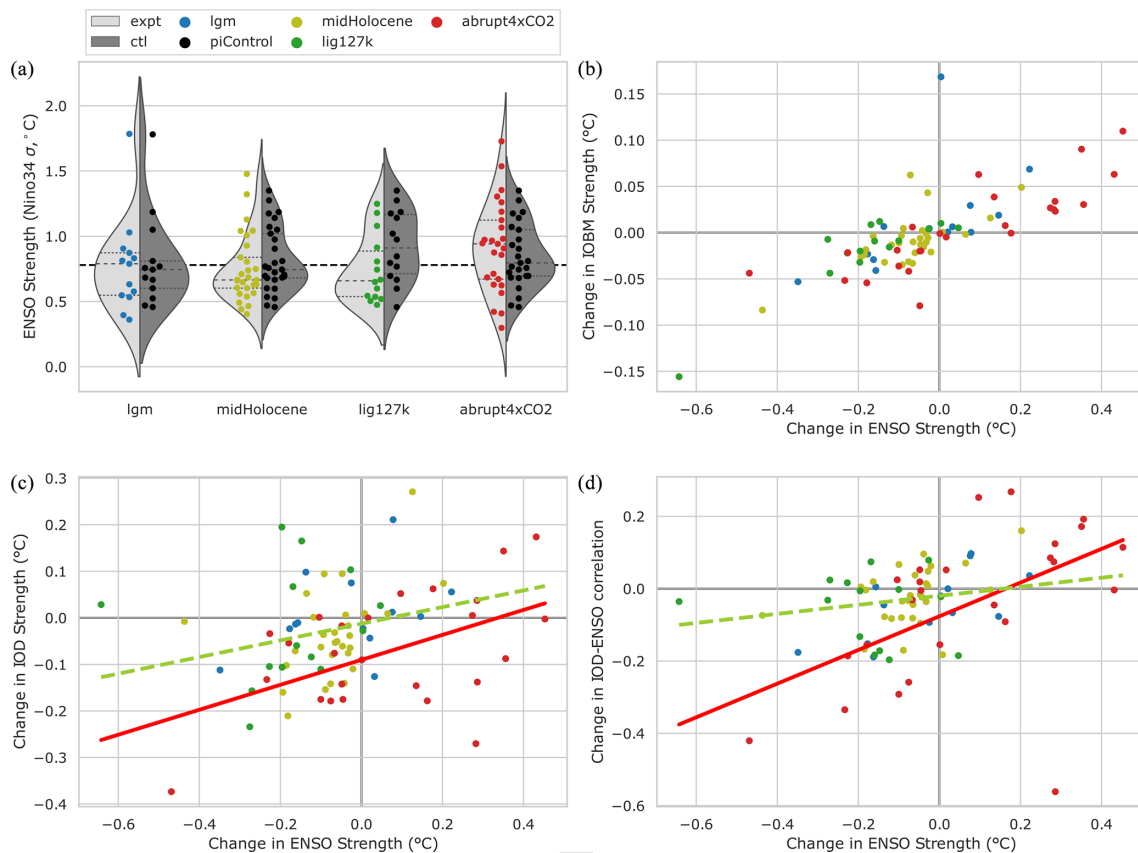 expt lgm midHolocene abrupt4xCO2
ctl piControl lig127k
(a)
ENSO Strength (Nino34 σ, °C)
2.0
1.5
1.0
0.5
0.0
lgm midHolocene lig127k abrupt4xCO2
(b)
Change in IOBM Strength (°C)
0.15
0.10
0.05
0.00
−0.05
−0.10
−0.15
−0.6 −0.4 −0.2 0.0 0.2 0.4
Change in ENSO Strength (°C)
(c)
Change in IOD Strength (°C)
0.3
0.2
0.1
0.0
−0.1
−0.2
−0.3
−0.4
−0.6 −0.4 −0.2 0.0 0.2 0.4
Change in ENSO Strength (°C)
(d)
Change in IOD-ENSO correlation
0.2
0.0
−0.2
−0.4
−0.6
−0.6 −0.4 −0.2 0.0 0.2 0.4
Change in ENSO Strength (°C)